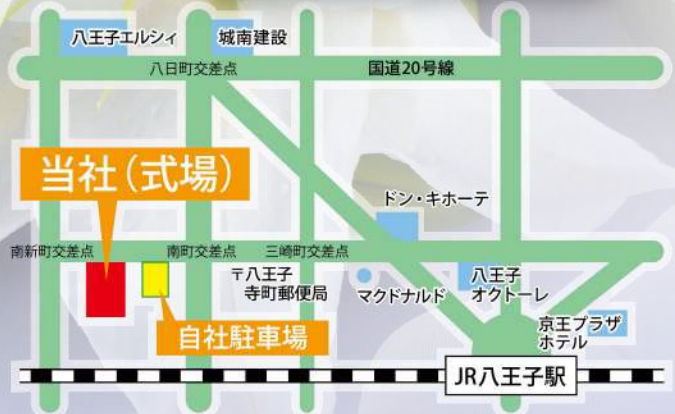 八王子エルシィ
城南建設
八日町交差点
国道20号線
当社(式場)
ドン・キホーテ
南新町交差点
南町交差点
三崎町交差点
〒八王子
寺町郵便局
マクドナルド
八王子
オクトーレ
自社駐車場
京王プラザ
ホテル
JR八王子駅